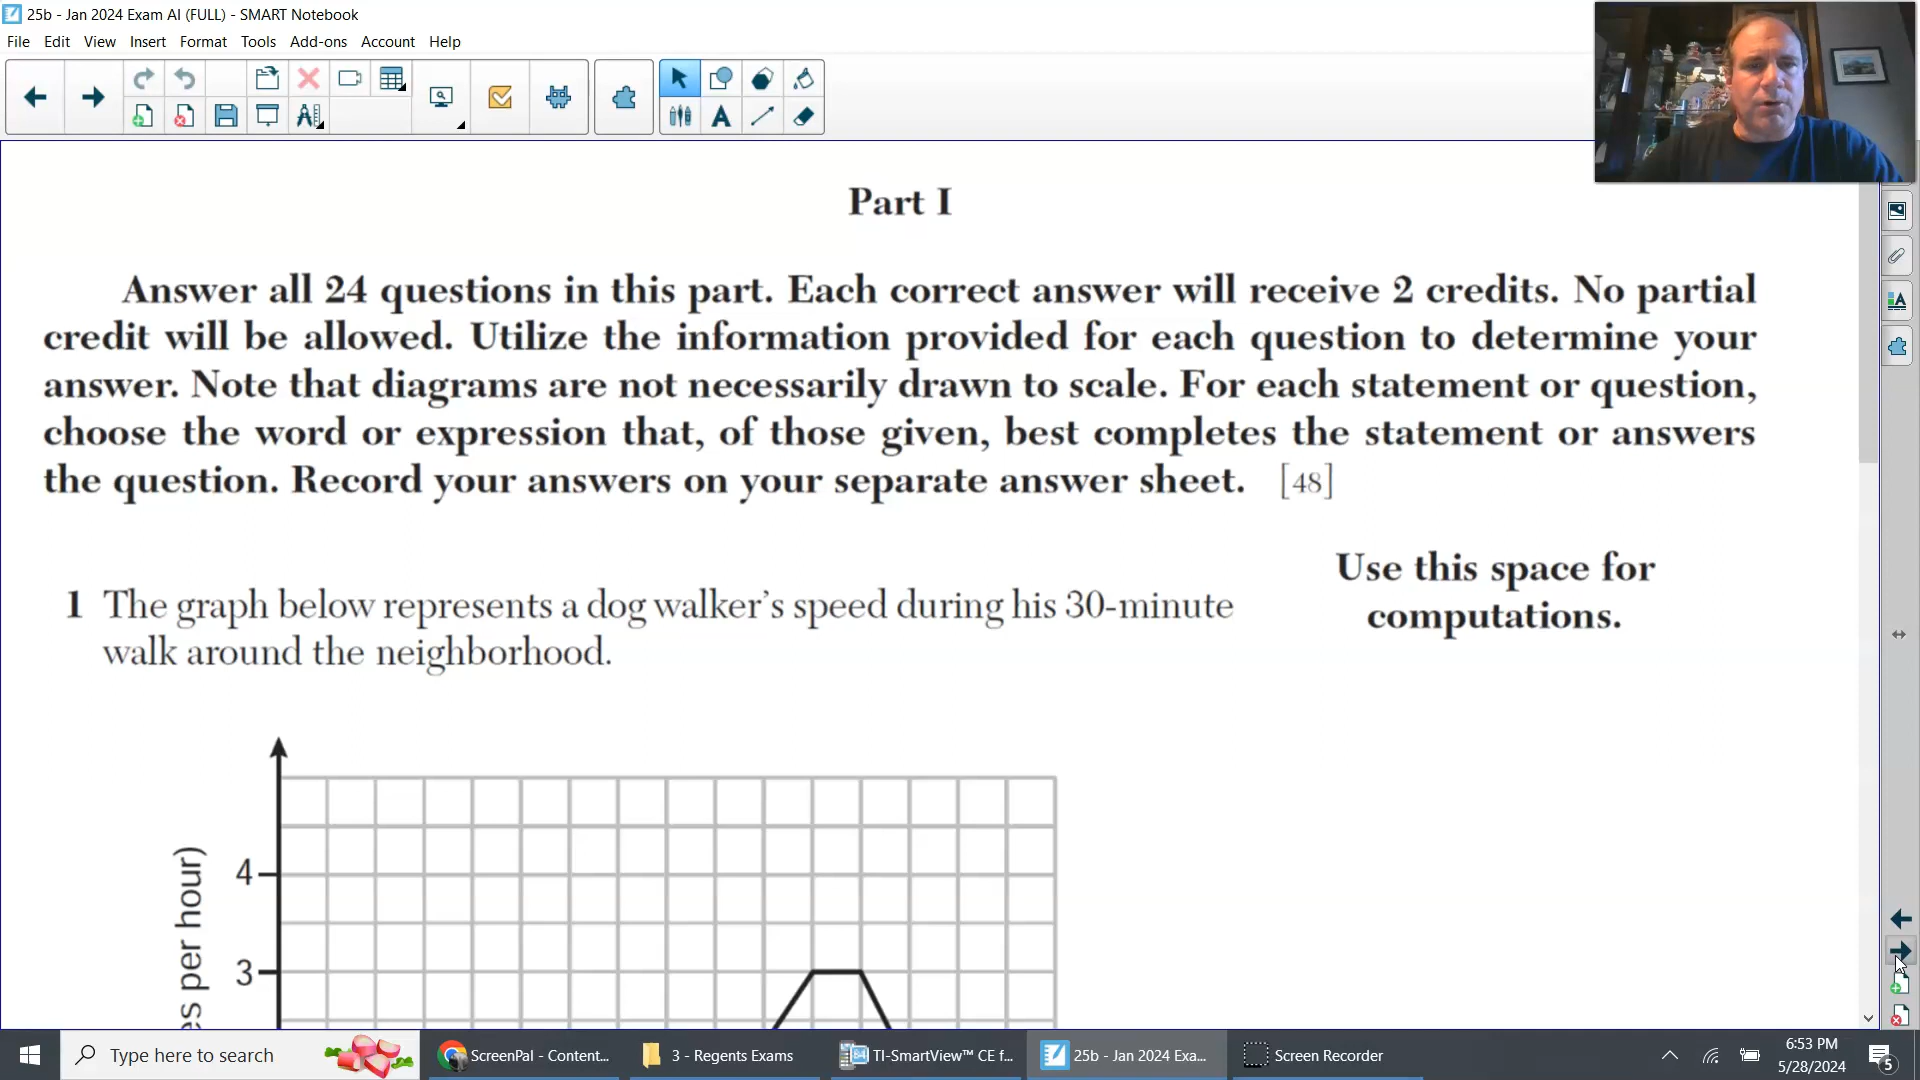 25b - Jan 2024 Exam AI (FULL) - SMART Notebook
File Edit View Insert Format Tools Add-ons Account Help
Part I
Answer all 24 questions in this part. Each correct answer will receive 2 credits. No partial
credit will be allowed. Utilize the information provided for each question to determine your
answer. Note that diagrams are not necessarily drawn to scale. For each statement or question,
choose the word or expression that, of those given, best completes the statement or answers
the question. Record your answers on your separate answer sheet. [48]
Use this space for
computations.
1 The graph below represents a dog walker’s speed during his 30-minute
walk around the neighborhood.
4
3
per hour)
Type here to search
ScreenPal - Content...
3 - Regents Exams
TI-SmartView™ CE f...
25b - Jan 2024 Exa...
Screen Recorder
6:53 PM
5/28/2024
5